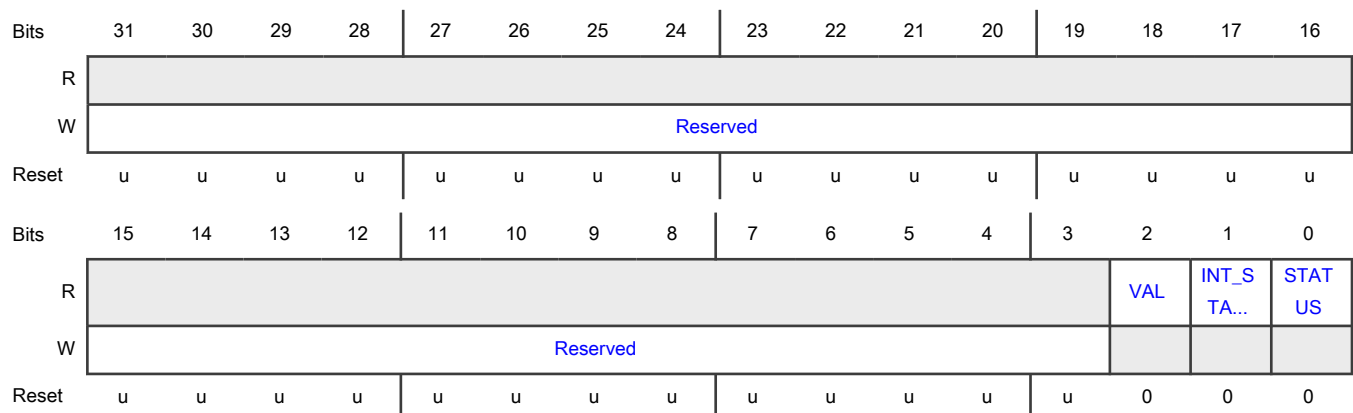 Bits 31 30 29 28 27 26 25 24 23 22 21 20 19 18 17 16
R
W Reserved
Reset u u u u u u u u u u u u u u u u
Bits 15 14 13 12 11 10 9 8 7 6 5 4 3 2 1 0
R VAL INT_S STAT
TA... US
W Reserved
Reset u u u u u u u u u u u u u 0 0 0